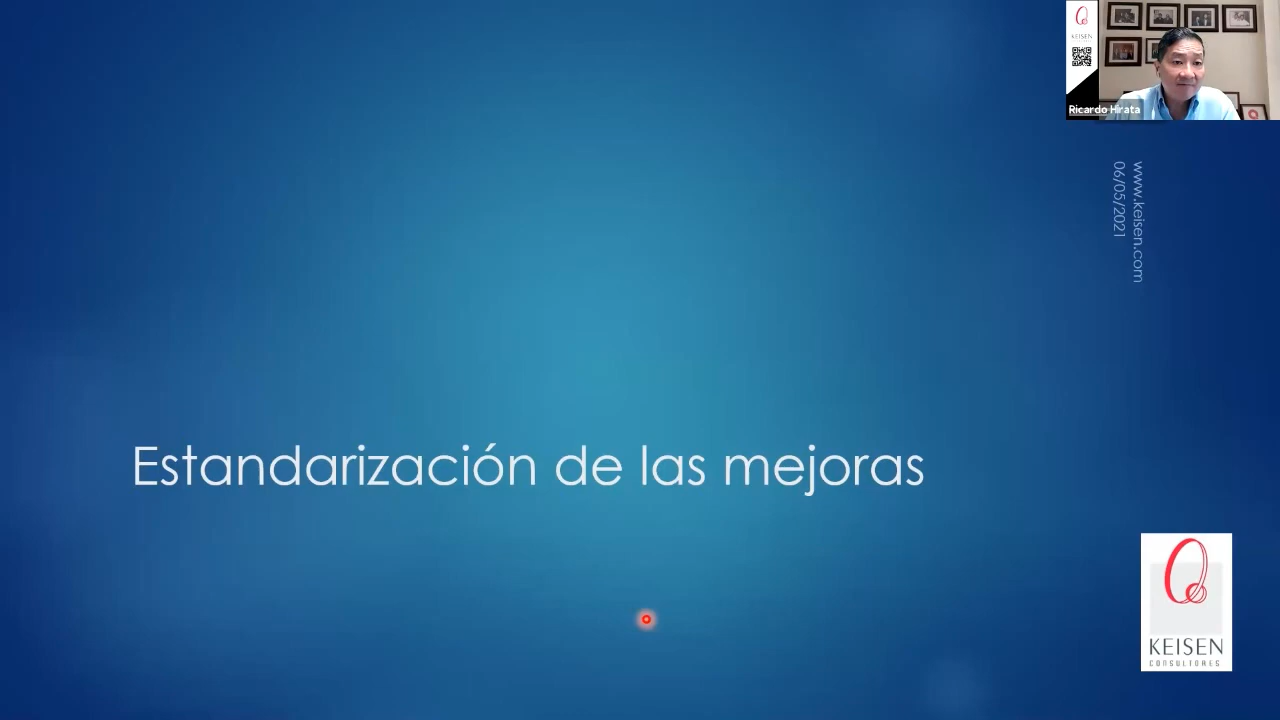 KEISEN
Ricardo Hirata
www.keisen.com
06/05/2021
Estandarización de las mejoras
KEISEN
CONSULTORES